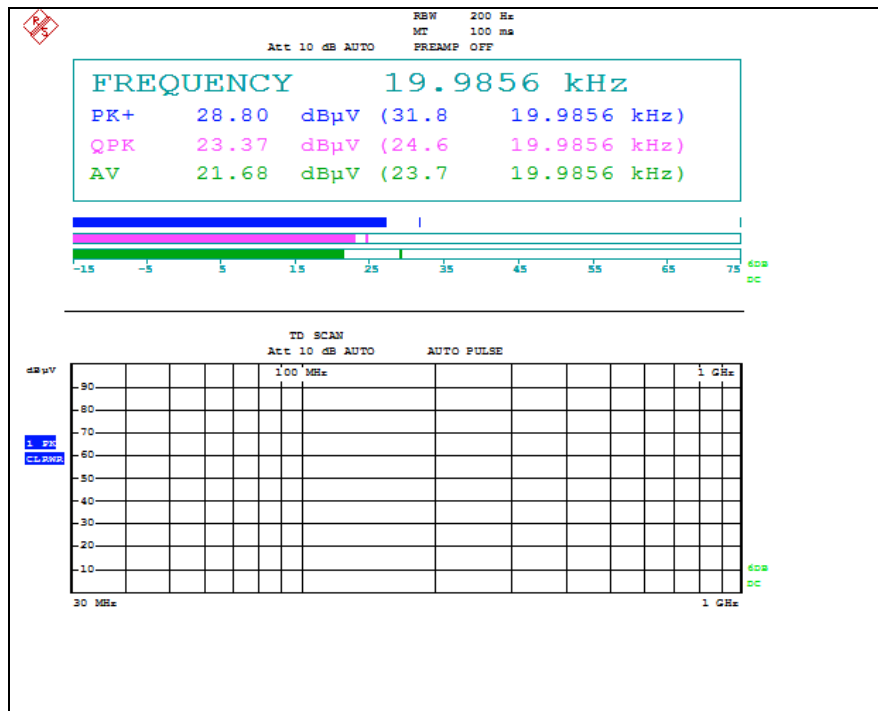 RBW 200 Hz
MT 100 ms
Att 10 dB AUTO PREAMP OFF
FREQUENCY 19.9856 kHz
PK+ 28.80 dBµV (31.8 19.9856 kHz)
QPK 23.37 dBµV (24.6 19.9856 kHz)
AV 21.68 dBµV (23.7 19.9856 kHz)
-15 -5 5 15 25 35 45 55 65 75
6DB
DC
TD SCAN
Att 10 dB AUTO AUTO PULSE
dBµV
100 MHz 1 GHz
90
80
70
1 PK
CLRWR
60
50
40
30
20
10
6DB
DC
30 MHz 1 GHz